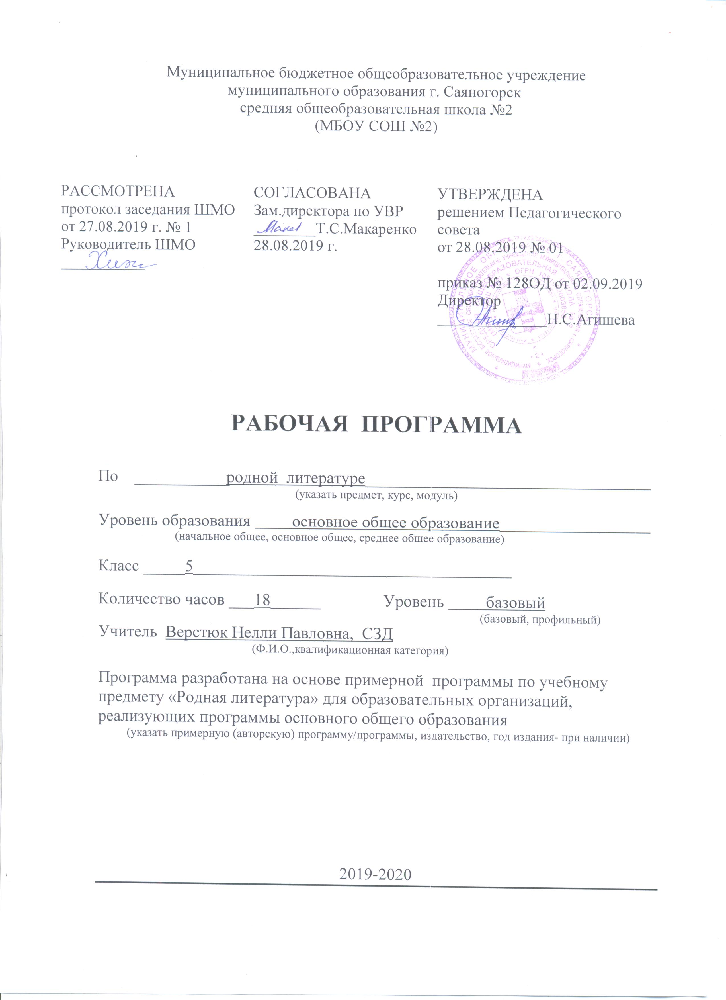 Муниципальное бюджетное общеобразовательное учреждение
муниципального образования г. Саяногорск
средняя общеобразовательная школа №2
(МБОУ СОШ №2)
РАССМОТРЕНА
протокол заседания ШМО
от 27.08.2019 г. № 1
Руководитель ШМО
СОГЛАСОВАНА
Зам.директора по УВР
Т.С.Макаренко
28.08.2019 г.
УТВЕРЖДЕНА
решением Педагогического
совета
от 28.08.2019 № 01
приказ № 128ОД от 02.09.2019
Директор
Н.С.Агишева
РАБОЧАЯ ПРОГРАММА
По родной литературе
(указать предмет, курс, модуль)
Уровень образования основное общее образование
(начальное общее, основное общее, среднее общее образование)
Класс 5
Количество часов 18 Уровень базовый
(базовый, профильный)
Учитель Верстюк Нелли Павловна, СЗД
(Ф.И.О.,квалификационная категория)
Программа разработана на основе примерной программы по учебному
предмету «Родная литература» для образовательных организаций,
реализующих программы основного общего образования
(указать примерную (авторскую) программу/программы, издательство, год издания- при наличии)
2019-2020